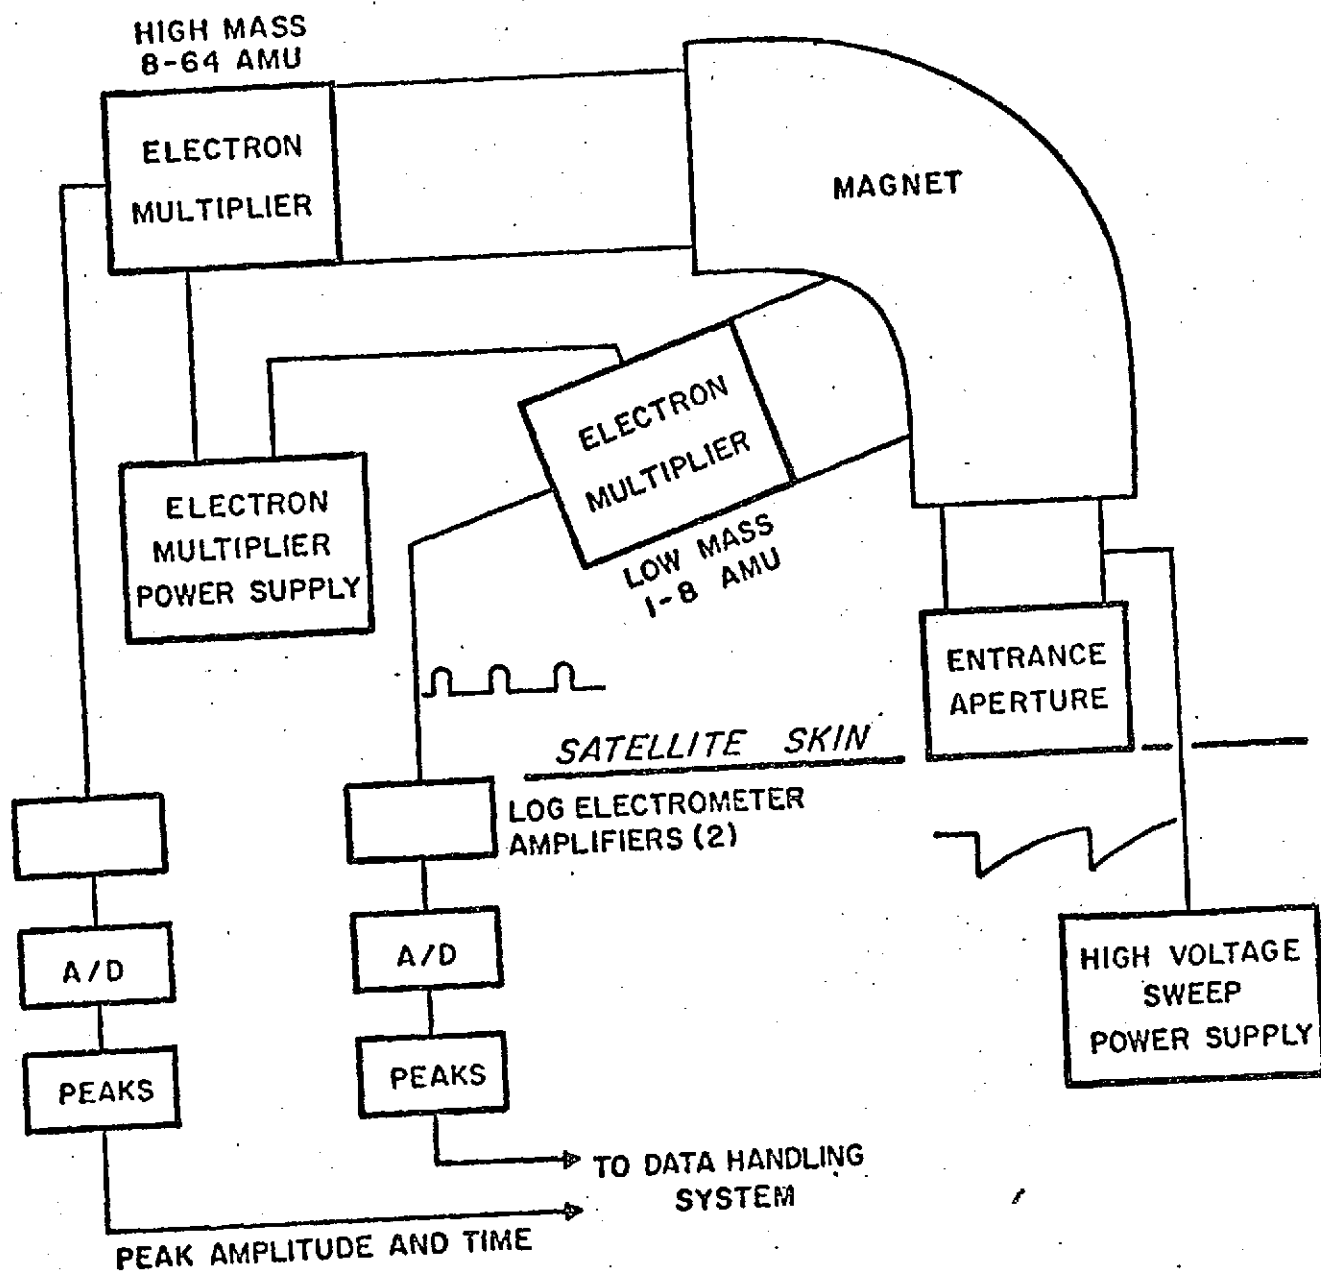 HIGH MASS
8-64 AMU
ELECTRON
MULTIPLIER
MAGNET
ELECTRON
MULTIPLIER
LOW MASS
1-8 AMU
ELECTRON
MULTIPLIER
POWER SUPPLY
ENTRANCE
APERTURE
SATELLITE SKIN
LOG ELECTROMETER
AMPLIFIERS (2)
A/D
A/D
HIGH VOLTAGE
SWEEP
POWER SUPPLY
PEAKS
PEAKS
TO DATA HANDLING
SYSTEM
PEAK AMPLITUDE AND TIME